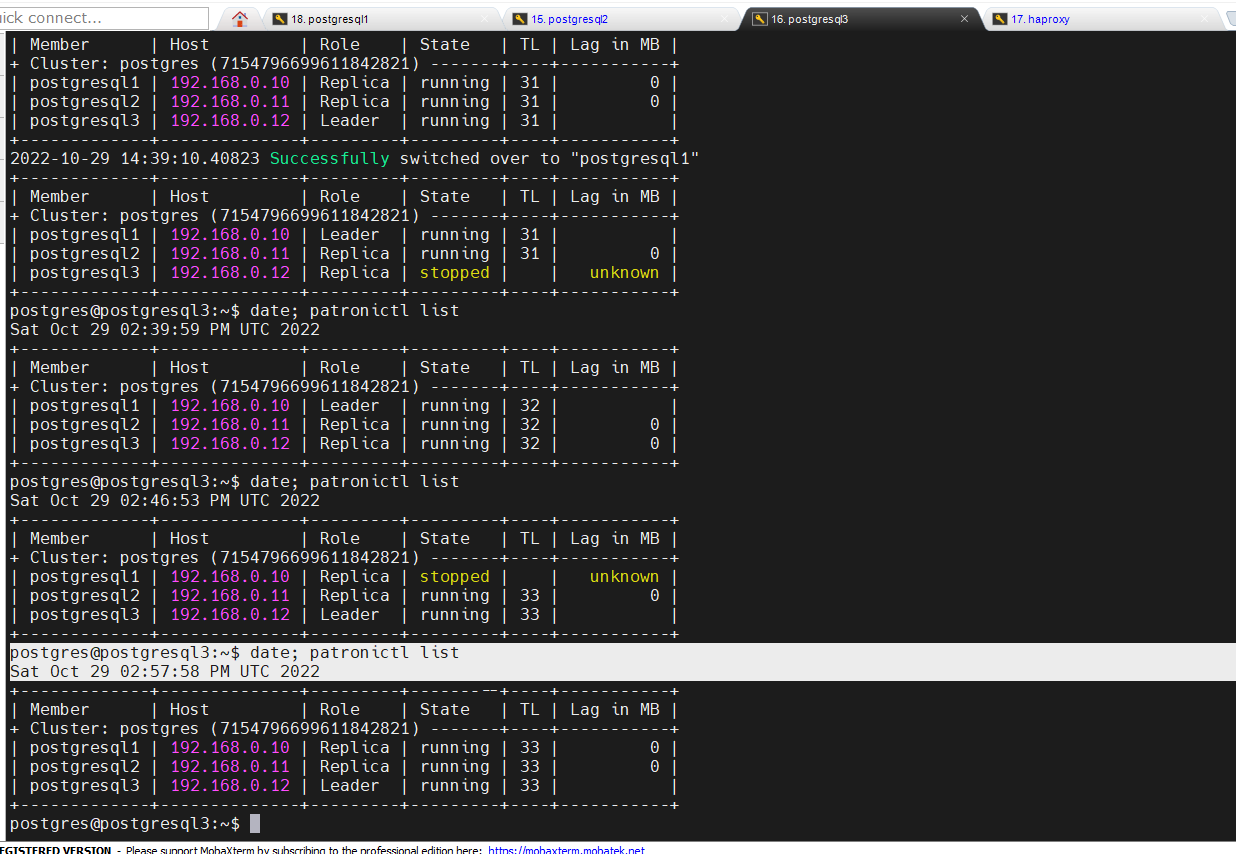 ick connect...
18. postgresql1
15. postgresql2
16. postgresql3
17. haproxy
| Member      | Host         | Role    | State   | TL | Lag in MB |
+ Cluster: postgres (7154796699611842821) -------+----+-----------+
| postgresql1 | 192.168.0.10 | Replica | running | 31 |         0 |
| postgresql2 | 192.168.0.11 | Replica | running | 31 |         0 |
| postgresql3 | 192.168.0.12 | Leader  | running | 31 |           |
+-------------+--------------+---------+---------+----+-----------+
2022-10-29 14:39:10.40823 Successfully switched over to "postgresql1"
+-------------+--------------+---------+---------+----+-----------+
| Member      | Host         | Role    | State   | TL | Lag in MB |
+ Cluster: postgres (7154796699611842821) -------+----+-----------+
| postgresql1 | 192.168.0.10 | Leader  | running | 31 |           |
| postgresql2 | 192.168.0.11 | Replica | running | 31 |         0 |
| postgresql3 | 192.168.0.12 | Replica | stopped |    |   unknown |
+-------------+--------------+---------+---------+----+-----------+
postgres@postgresql3:~$ date; patronictl list
Sat Oct 29 02:39:59 PM UTC 2022
+-------------+--------------+---------+---------+----+-----------+
| Member      | Host         | Role    | State   | TL | Lag in MB |
+ Cluster: postgres (7154796699611842821) -------+----+-----------+
| postgresql1 | 192.168.0.10 | Leader  | running | 32 |           |
| postgresql2 | 192.168.0.11 | Replica | running | 32 |         0 |
| postgresql3 | 192.168.0.12 | Replica | running | 32 |         0 |
+-------------+--------------+---------+---------+----+-----------+
postgres@postgresql3:~$ date; patronictl list
Sat Oct 29 02:46:53 PM UTC 2022
+-------------+--------------+---------+---------+----+-----------+
| Member      | Host         | Role    | State   | TL | Lag in MB |
+ Cluster: postgres (7154796699611842821) -------+----+-----------+
| postgresql1 | 192.168.0.10 | Replica | stopped |    |   unknown |
| postgresql2 | 192.168.0.11 | Replica | running | 33 |         0 |
| postgresql3 | 192.168.0.12 | Leader  | running | 33 |           |
+-------------+--------------+---------+---------+----+-----------+
postgres@postgresql3:~$ date; patronictl list
Sat Oct 29 02:57:58 PM UTC 2022
+-------------+--------------+---------+---------+----+-----------+
| Member      | Host         | Role    | State   | TL | Lag in MB |
+ Cluster: postgres (7154796699611842821) -------+----+-----------+
| postgresql1 | 192.168.0.10 | Replica | running | 33 |         0 |
| postgresql2 | 192.168.0.11 | Replica | running | 33 |         0 |
| postgresql3 | 192.168.0.12 | Leader  | running | 33 |           |
+-------------+--------------+---------+---------+----+-----------+
postgres@postgresql3:~$
EGISTERED VERSION - Please support MobaXterm by subscribing to the professional edition here: https://mobaxterm.mobatek.net